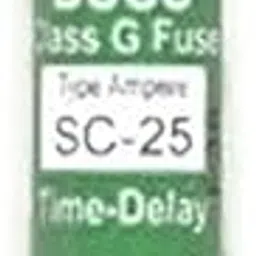 Class G Fuse
Type Ampere
SC-25
Time-Delay